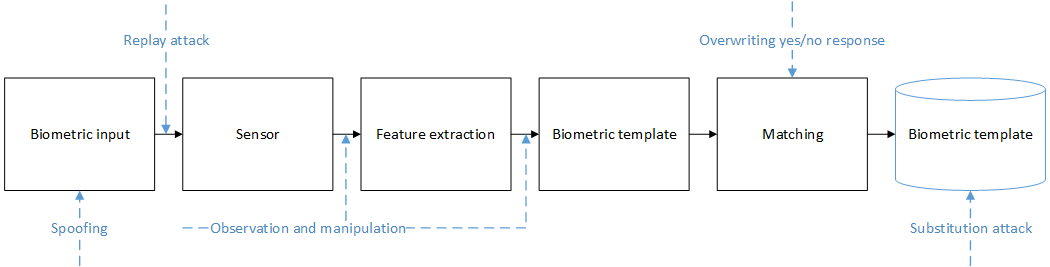 Replay attack
Overwriting yes/no response
Biometric input
Sensor
Feature extraction
Biometric template
Matching
Biometric template
Spoofing
Observation and manipulation
Substitution attack